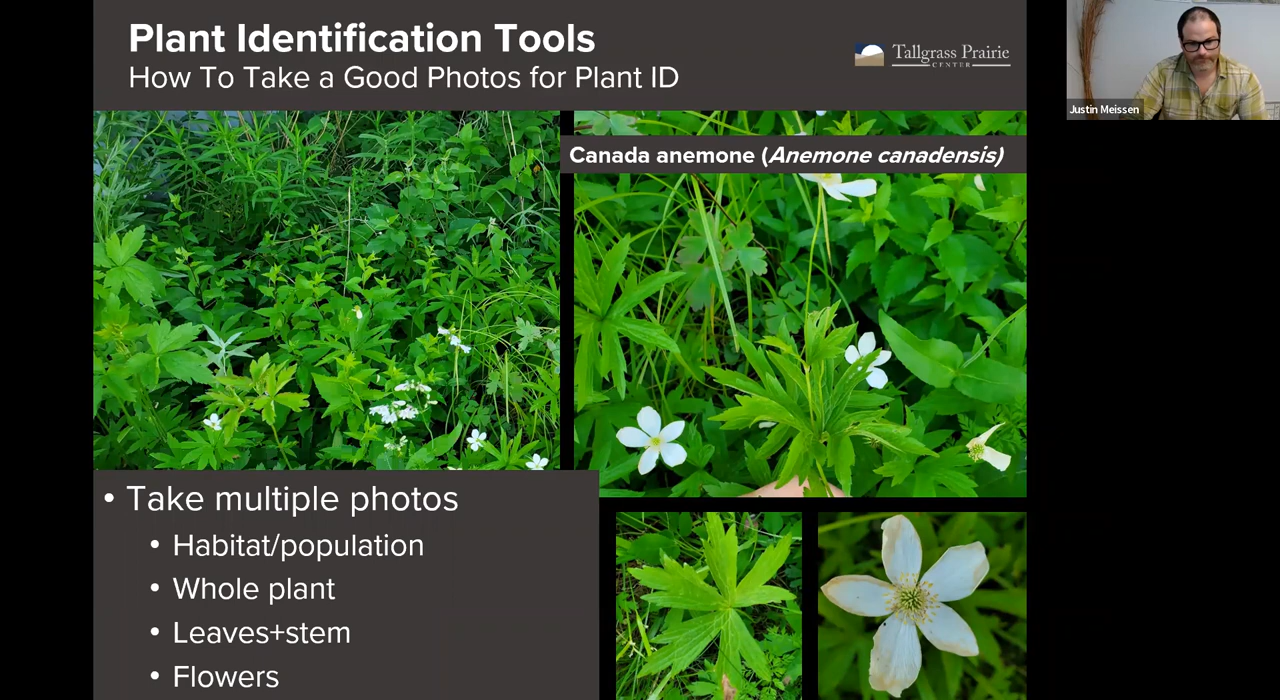 Plant Identification Tools
How To Take a Good Photos for Plant ID
Tallgrass Prairie
CENTER
Justin Meissen
Canada anemone (Anemone canadensis)
• Take multiple photos
• Habitat/population
• Whole plant
• Leaves+stem
• Flowers